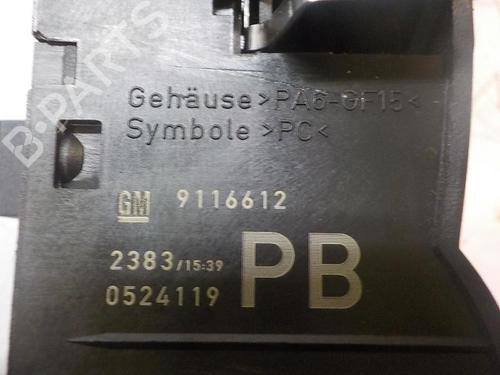 Gehäuse >PA6-GF15<
Symbole >PC<
GM 9116612
2383/15:39
0524119
PB
B-PARTS